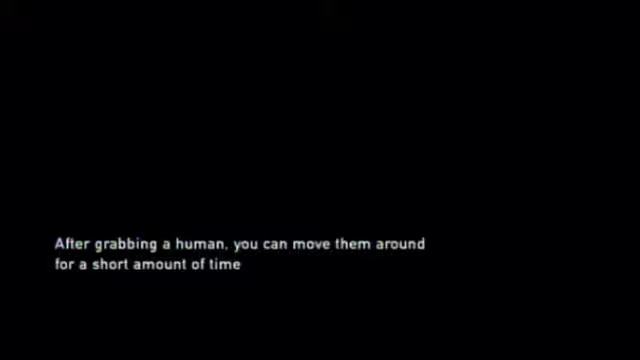 After grabbing a human, you can move them around
for a short amount of time